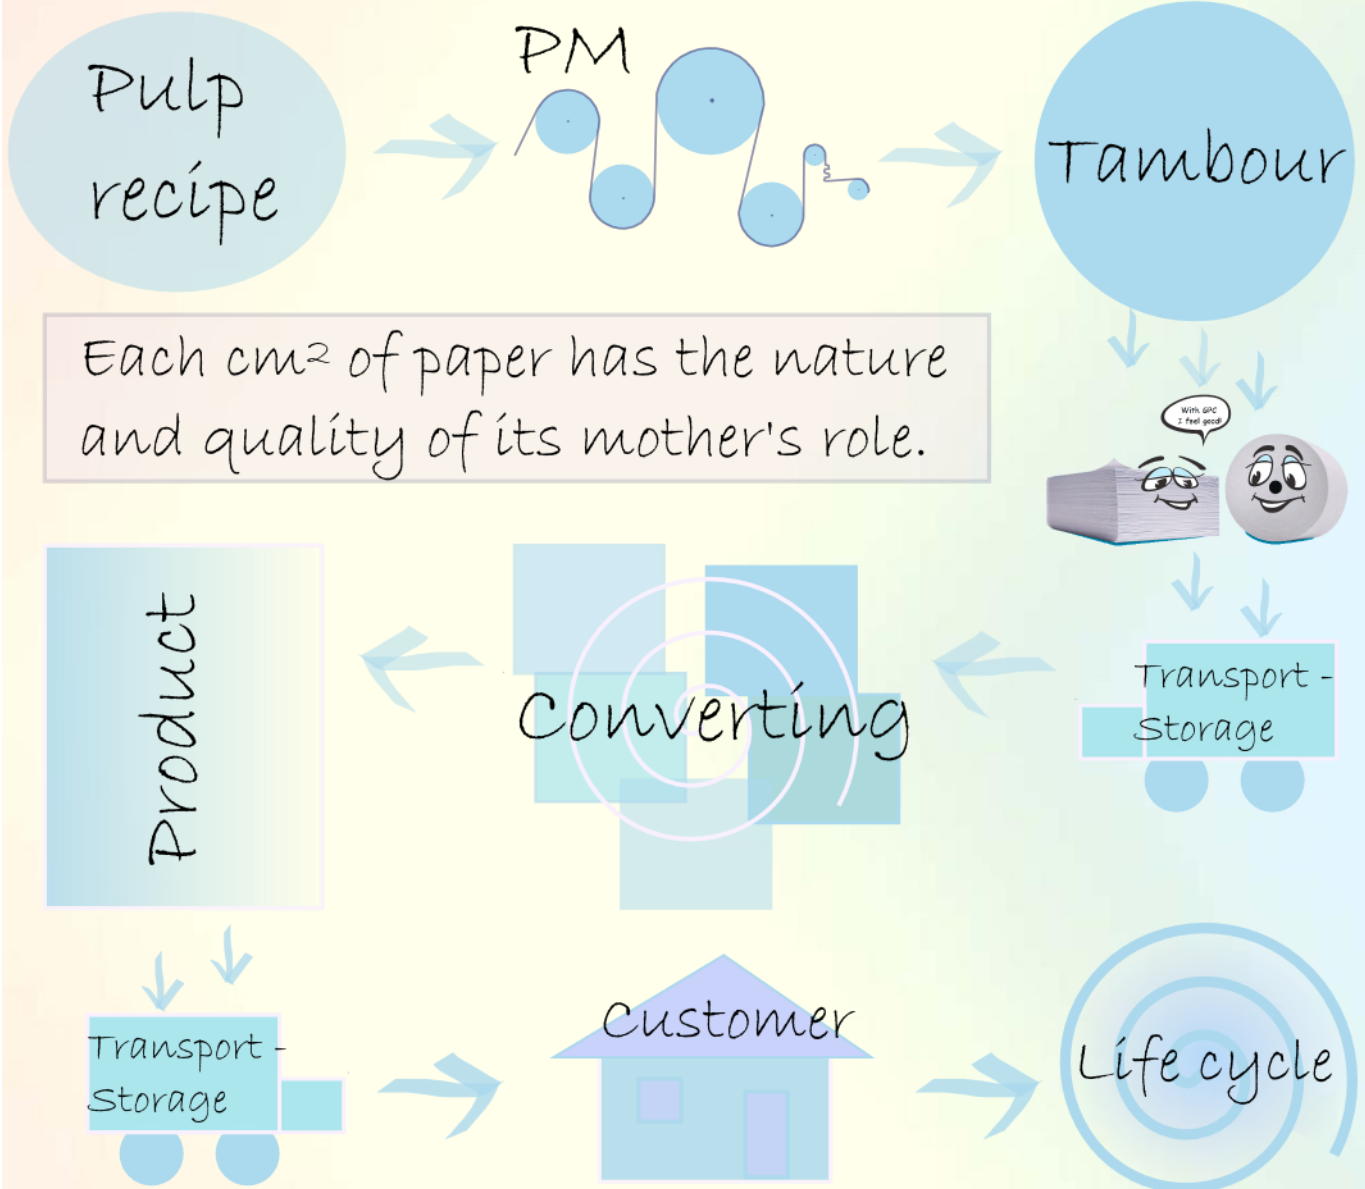 Pulp
recipe
PM
Tambour
Each cm² of paper has the nature
and quality of its mother's role.
With GPC
I feel good!
Transport -
Storage
Converting
Product
Transport -
Storage
Customer
Life cycle